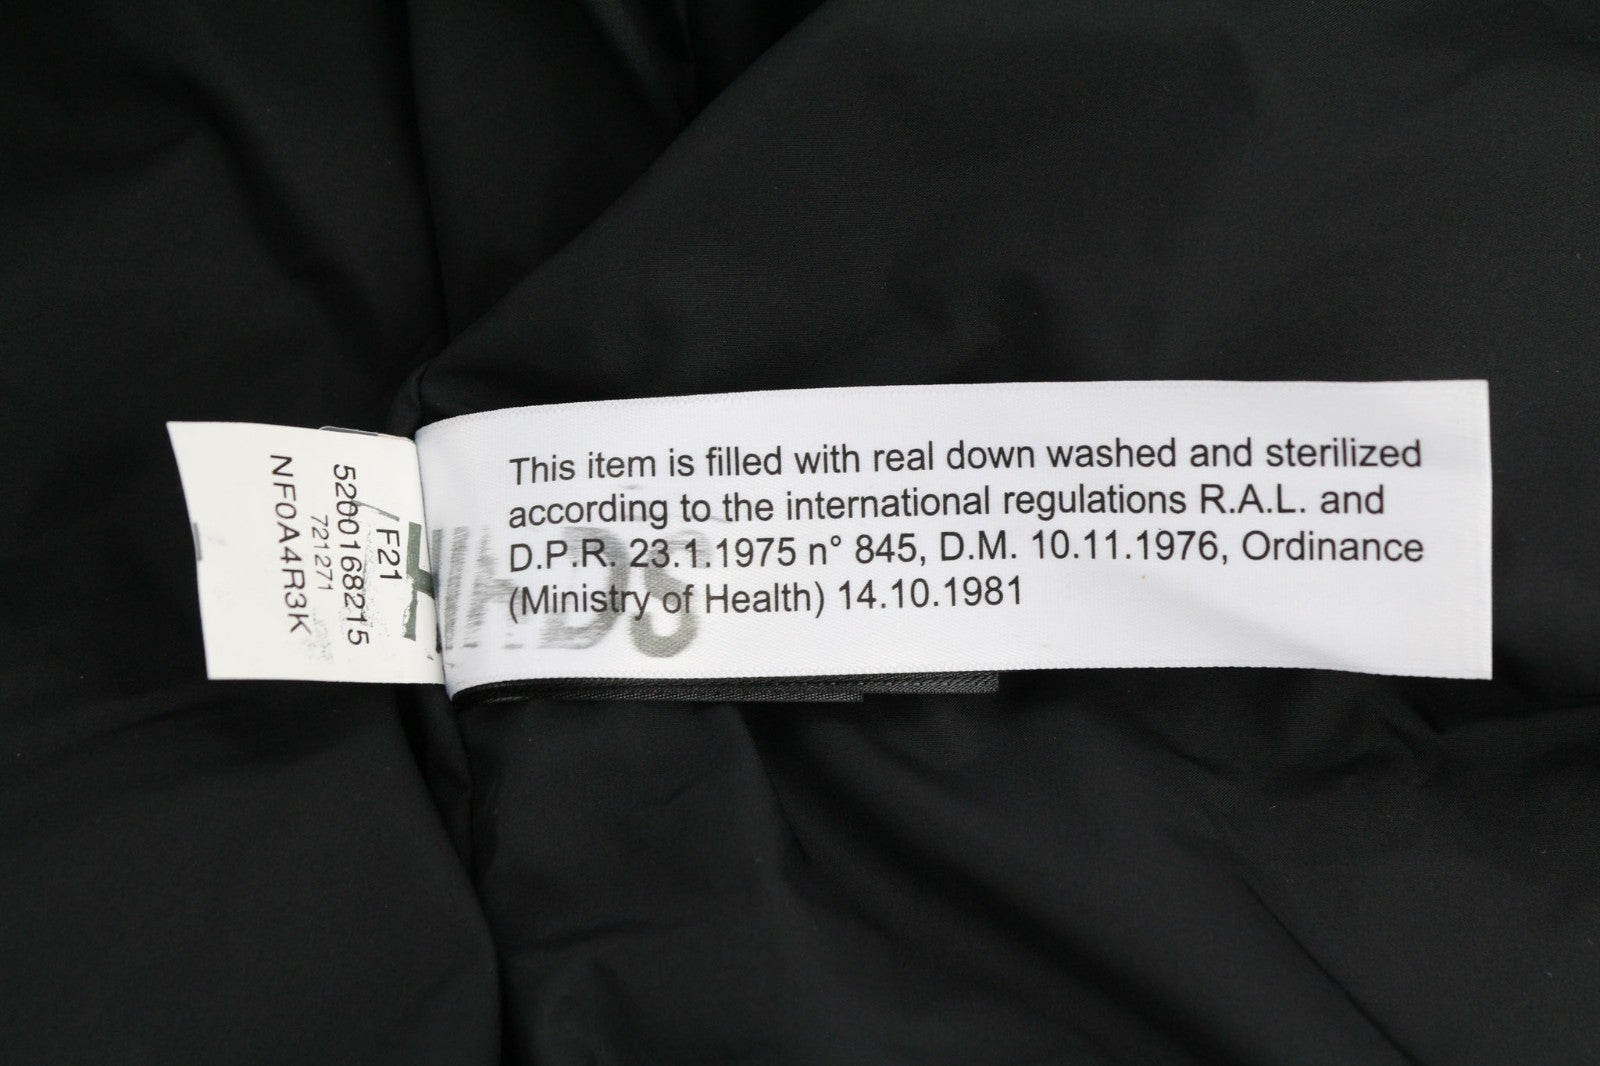 This item is filled with real down washed and sterilized
according to the international regulations R.A.L. and
D.P.R. 23.1.1975 n° 845, D.M. 10.11.1976, Ordinance
(Ministry of Health) 14.10.1981
F21
5200168215
721271
NF0A4R3K